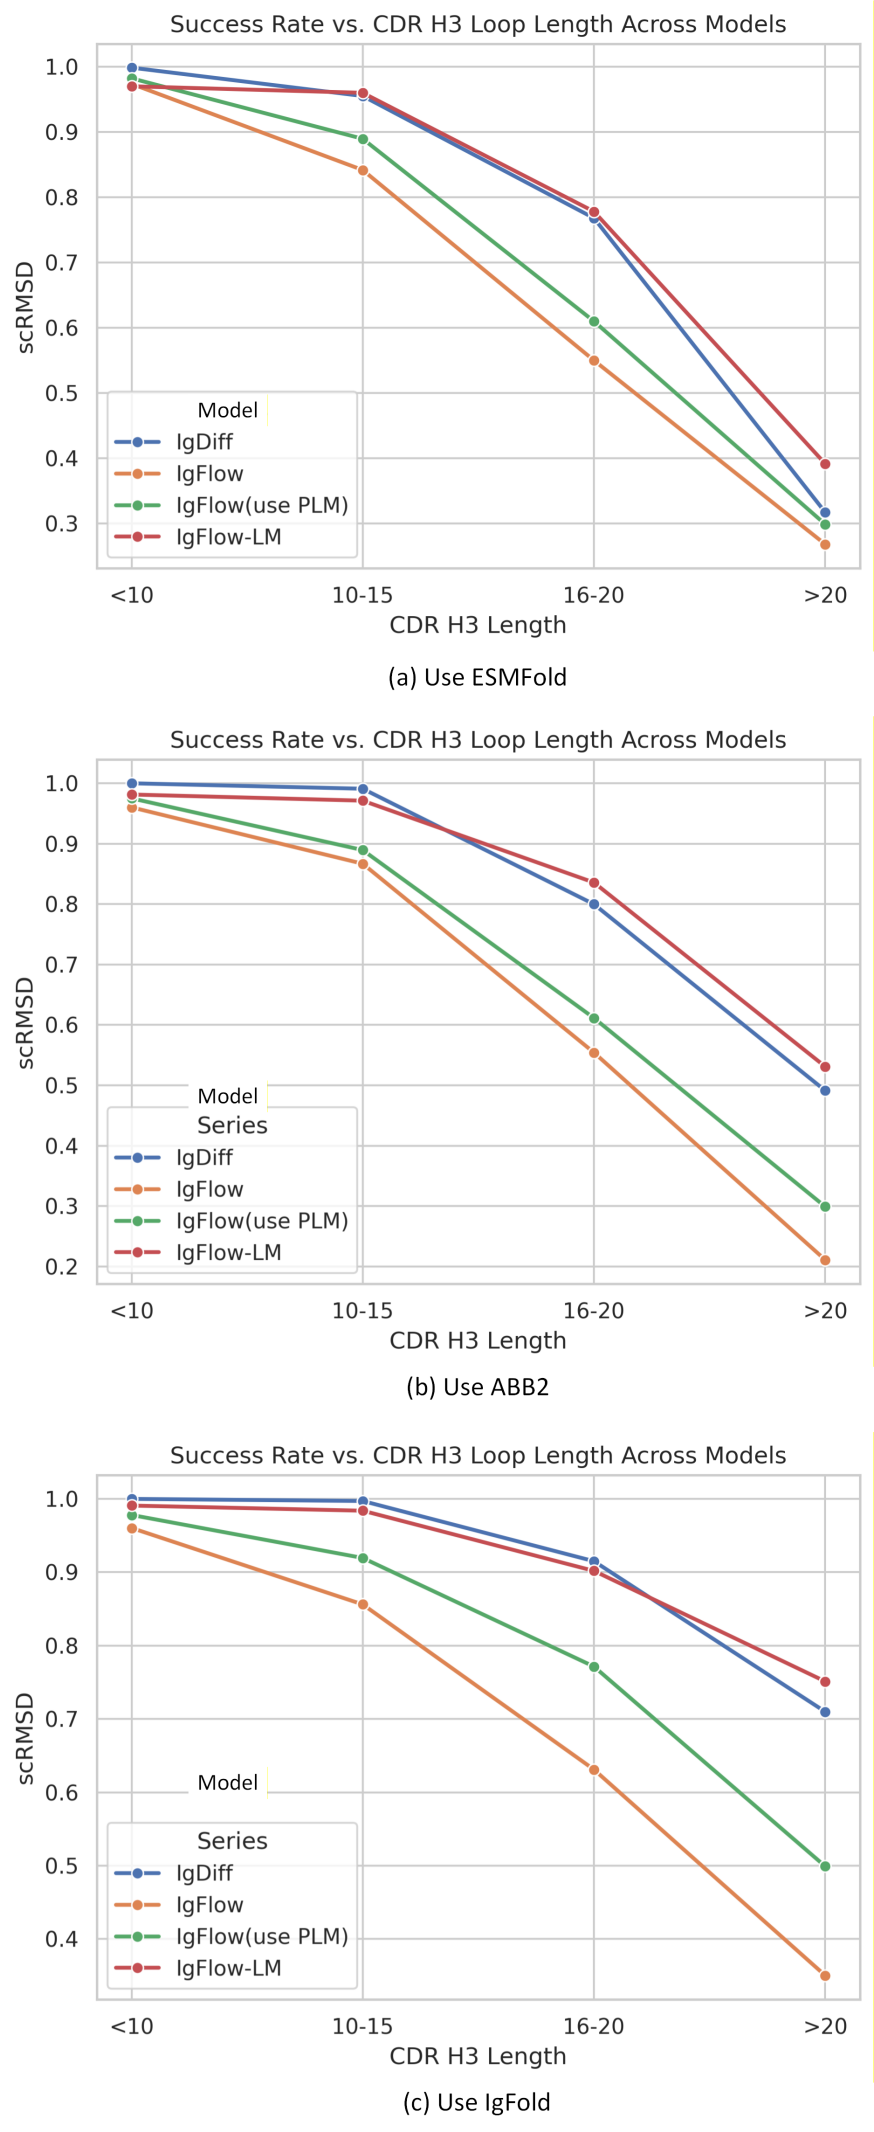 Success Rate vs. CDR H3 Loop Length Across Models
1.0
0.9
0.8
0.7
0.6
0.5
0.4
0.3
scRMSD
Model
IgDiff
IgFlow
IgFlow(use PLM)
IgFlow-LM
<10 10-15 16-20 >20
CDR H3 Length
(a) Use ESMFold
Success Rate vs. CDR H3 Loop Length Across Models
1.0
0.9
0.8
0.7
0.6
0.5
0.4
0.3
0.2
scRMSD
Model
Series
IgDiff
IgFlow
IgFlow(use PLM)
IgFlow-LM
<10 10-15 16-20 >20
CDR H3 Length
(b) Use ABB2
Success Rate vs. CDR H3 Loop Length Across Models
1.0
0.9
0.8
0.7
0.6
0.5
0.4
scRMSD
Model
Series
IgDiff
IgFlow
IgFlow(use PLM)
IgFlow-LM
<10 10-15 16-20 >20
CDR H3 Length
(c) Use IgFold